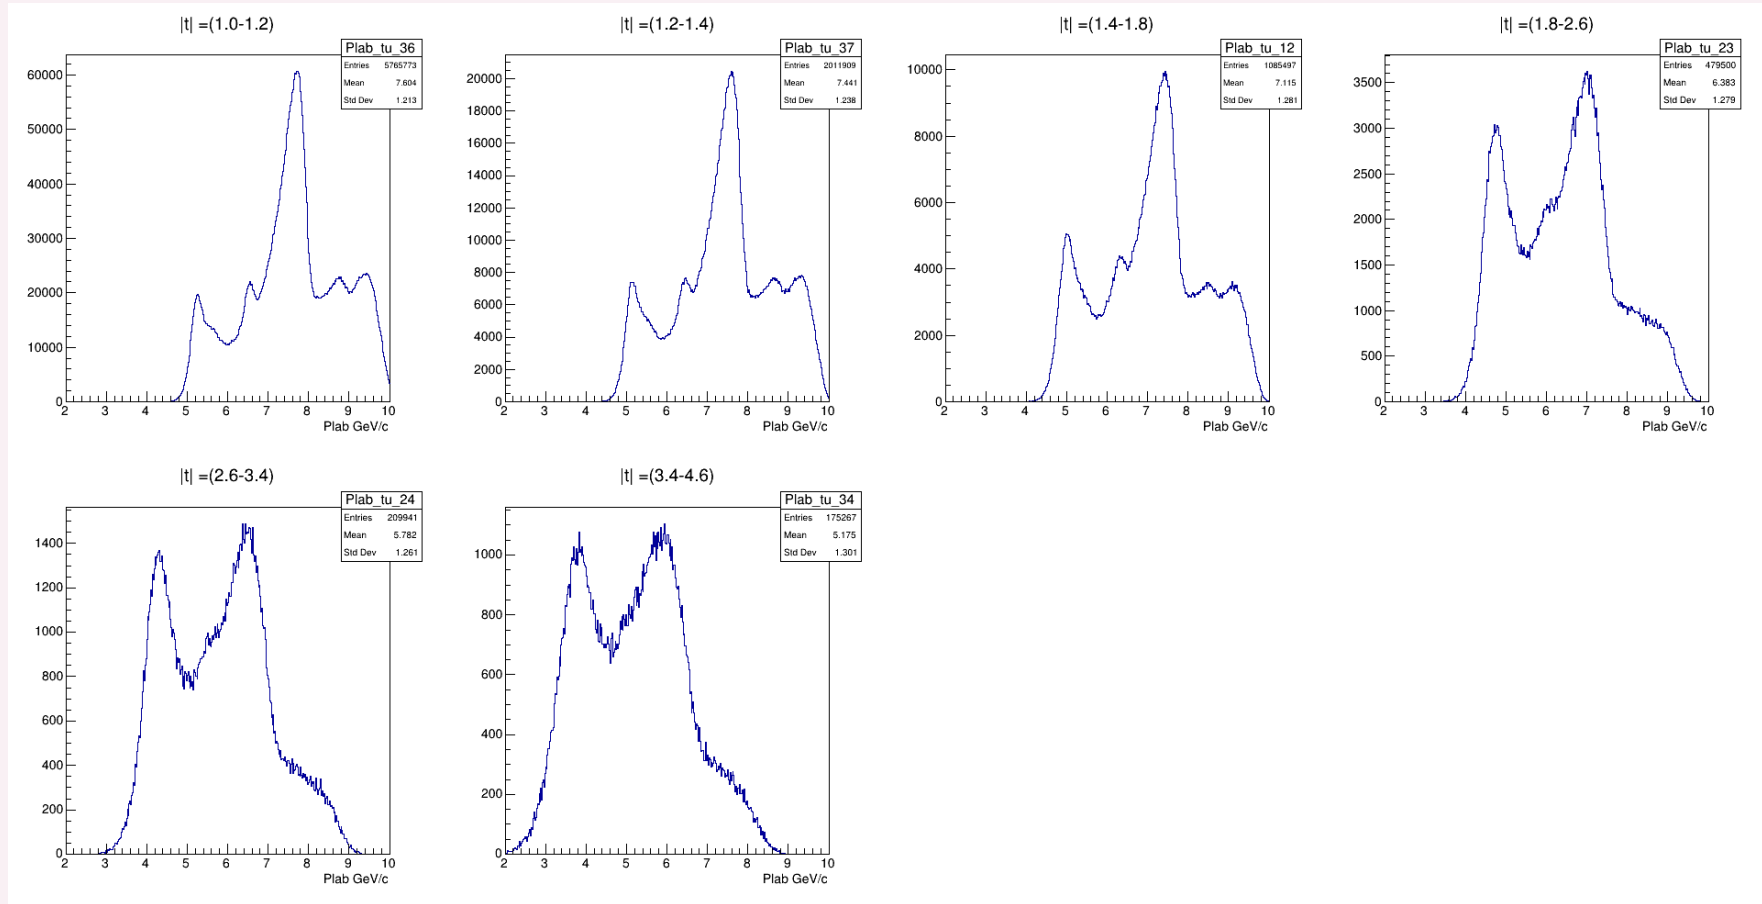 |t| =(1.0-1.2)
Plab_tu_36
Entries 5765773
Mean 7.604
Std Dev 1.213
60000
50000
40000
30000
20000
10000
0
2 3 4 5 6 7 8 9 10
Plab GeV/c
|t| =(1.2-1.4)
Plab_tu_37
Entries 2011909
Mean 7.441
Std Dev 1.238
20000
18000
16000
14000
12000
10000
8000
6000
4000
2000
0
2 3 4 5 6 7 8 9 10
Plab GeV/c
|t| =(1.4-1.8)
Plab_tu_12
Entries 1085497
Mean 7.115
Std Dev 1.281
10000
8000
6000
4000
2000
0
2 3 4 5 6 7 8 9 10
Plab GeV/c
|t| =(1.8-2.6)
Plab_tu_23
Entries 479500
Mean 6.383
Std Dev 1.279
3500
3000
2500
2000
1500
1000
500
0
2 3 4 5 6 7 8 9 10
Plab GeV/c
|t| =(2.6-3.4)
Plab_tu_24
Entries 209941
Mean 5.782
Std Dev 1.261
1400
1200
1000
800
600
400
200
0
2 3 4 5 6 7 8 9 10
Plab GeV/c
|t| =(3.4-4.6)
Plab_tu_34
Entries 175267
Mean 5.175
Std Dev 1.301
1000
800
600
400
200
0
2 3 4 5 6 7 8 9 10
Plab GeV/c